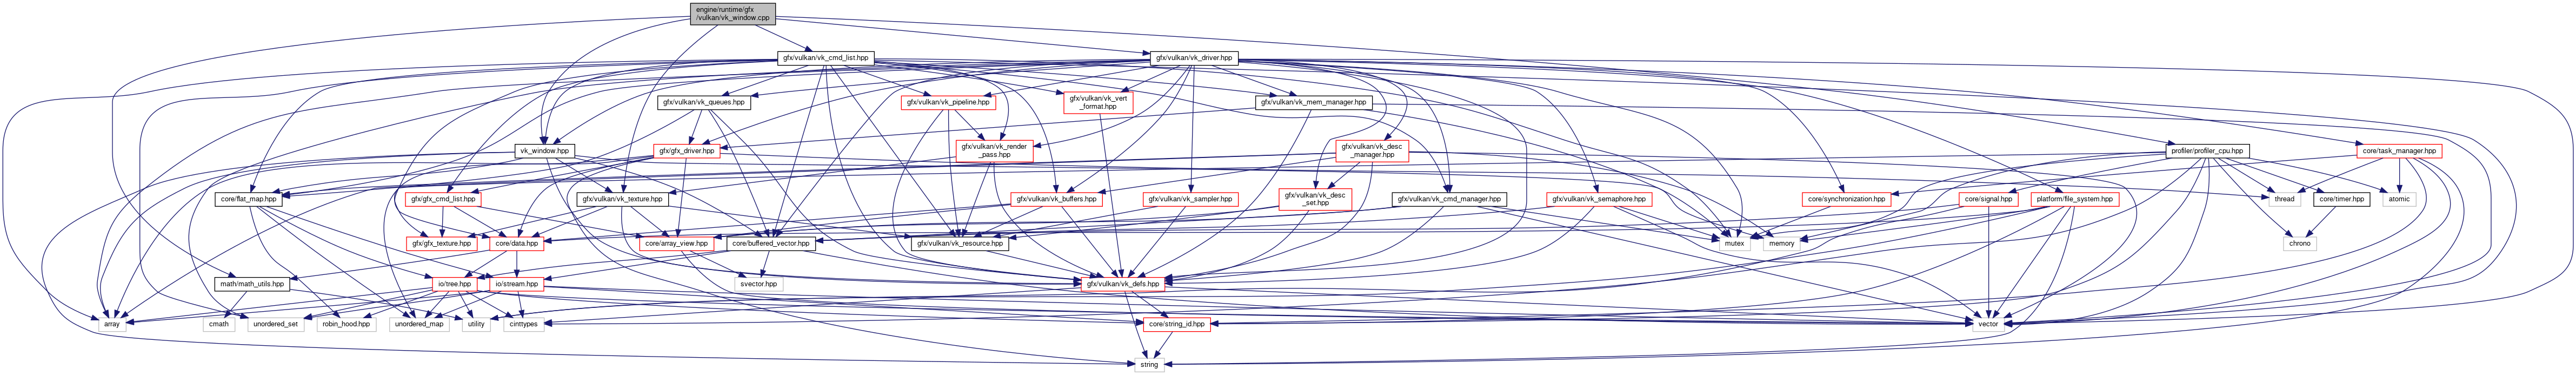 engine/runtime/gfx
/vulkan/vk_window.cpp
gfx/vulkan/vk_cmd_list.hpp
gfx/vulkan/vk_driver.hpp
gfx/vulkan/vk_queues.hpp
gfx/vulkan/vk_pipeline.hpp
gfx/vulkan/vk_vert
_format.hpp
gfx/vulkan/vk_mem_manager.hpp
vk_window.hpp
gfx/gfx_driver.hpp
gfx/vulkan/vk_render
_pass.hpp
gfx/vulkan/vk_desc
_manager.hpp
profiler/profiler_cpu.hpp
core/task_manager.hpp
core/flat_map.hpp
gfx/gfx_cmd_list.hpp
gfx/vulkan/vk_texture.hpp
gfx/vulkan/vk_buffers.hpp
gfx/vulkan/vk_sampler.hpp
gfx/vulkan/vk_desc
_set.hpp
gfx/vulkan/vk_cmd_manager.hpp
gfx/vulkan/vk_semaphore.hpp
core/synchronization.hpp
core/signal.hpp
platform/file_system.hpp
thread
core/timer.hpp
atomic
gfx/gfx_texture.hpp
core/data.hpp
core/array_view.hpp
core/buffered_vector.hpp
gfx/vulkan/vk_resource.hpp
mutex
memory
chrono
math/math_utils.hpp
io/tree.hpp
io/stream.hpp
svector.hpp
gfx/vulkan/vk_defs.hpp
array
cmath
unordered_set
robin_hood.hpp
unordered_map
utility
cinttypes
core/string_id.hpp
vector
string